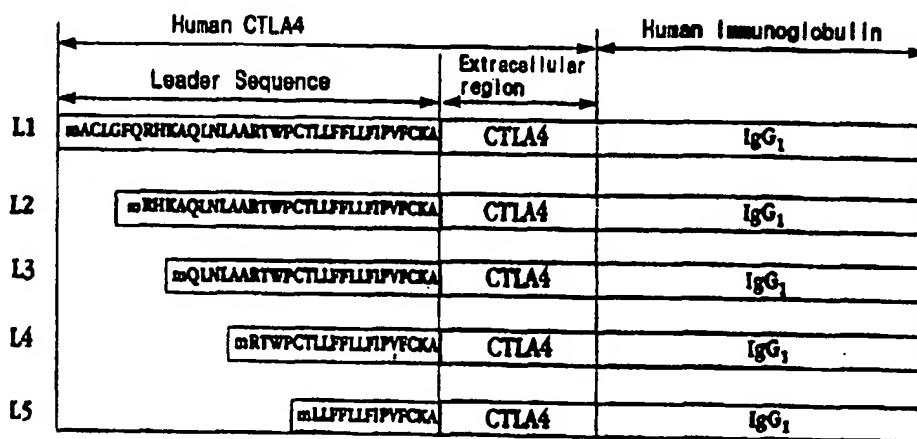 Human CTLA4 Human Immunoglobulin
Leader Sequence Extracellular region
L1 mACLGFQRHKAQLNLAARTWPCTLLFFLLFIPVFCKA CTLA4 IgG1
L2 mRHKAQLNLAARTWPCTLLFFLLFIPVFCKA CTLA4 IgG1
L3 mQLNLAARTWPCTLLFFLLFIPVFCKA CTLA4 IgG1
L4 mRTWPCTLLFFLLFIPVFCKA CTLA4 IgG1
L5 mLLFFLLFIPVFCKA CTLA4 IgG1